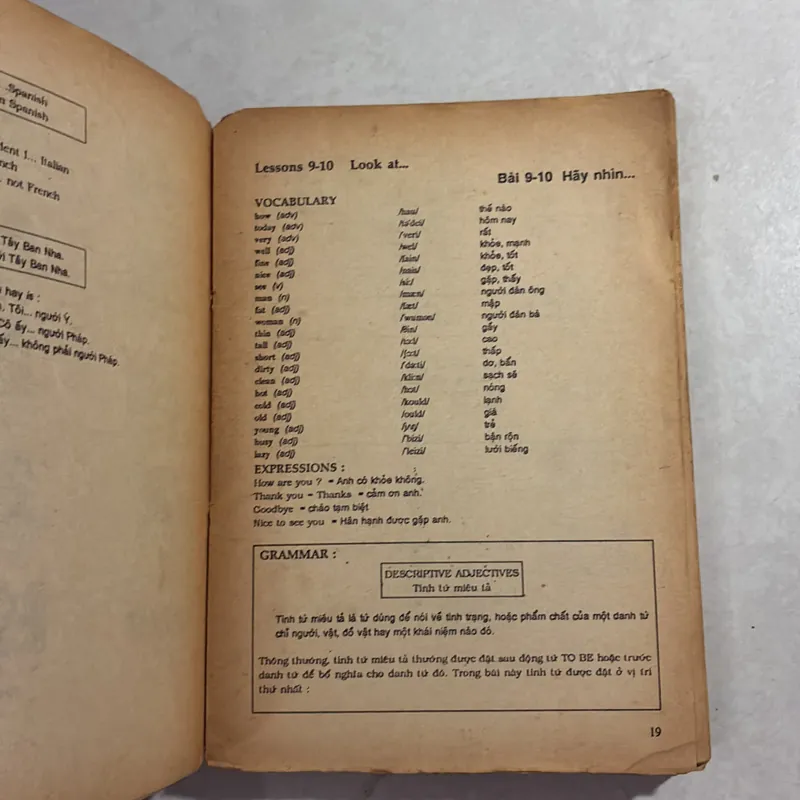 Spanish
n Spanish
dent 1... Italian
nch
.. not French
Tây Ban Nha.
ời Tây Ban Nha.
i hay is :
. Tôi... người Ý.
Cô ấy... người Pháp.
ấy... không phải người Pháp.
Lessons 9-10 Look at...
Bài 9-10 Hãy nhìn...
VOCABULARY
how (adv) /hau/ thế nào
today (adv) /tə'dei/ hôm nay
very (adv) /'veri/ rất
well (adj) /wel/ khỏe, mạnh
fine (adj) /fain/ khỏe, tốt
nice (adj) /nais/ đẹp, tốt
see (v) /si:/ gặp, thấy
man (n) /mæn/ người đàn ông
fat (adj) /fæt/ mập
woman (n) /'wumən/ người đàn bà
thin (adj) /θin/ gầy
tall (adj) /tɔ:l/ cao
short (adj) /ʃɔ:t/ thấp
dirty (adj) /'də:ti/ dơ, bẩn
clean (adj) /kli:n/ sạch sẽ
hot (adj) /hɔt/ nóng
cold (adj) /kould/ lạnh
old (adj) /ould/ già
young (adj) /jʌŋ/ trẻ
busy (adj) /'bizi/ bận rộn
lazy (adj) /'leizi/ lười biếng
EXPRESSIONS :
How are you ? = Anh có khỏe không.
Thank you = Thanks = cảm ơn anh.
Goodbye = chào tạm biệt
Nice to see you = Hân hạnh được gặp anh.
GRAMMAR :
DESCRIPTIVE ADJECTIVES
Tính từ miêu tả
Tính từ miêu tả là từ dùng để nói về tình trạng, hoặc phẩm chất của một danh từ
chỉ người, vật, đồ vật hay một khái niệm nào đó.
Thông thường, tính từ miêu tả thường được đặt sau động từ TO BE hoặc trước
danh từ để bổ nghĩa cho danh từ đó. Trong bài này tính từ được đặt ở vị trí
thứ nhất :
19